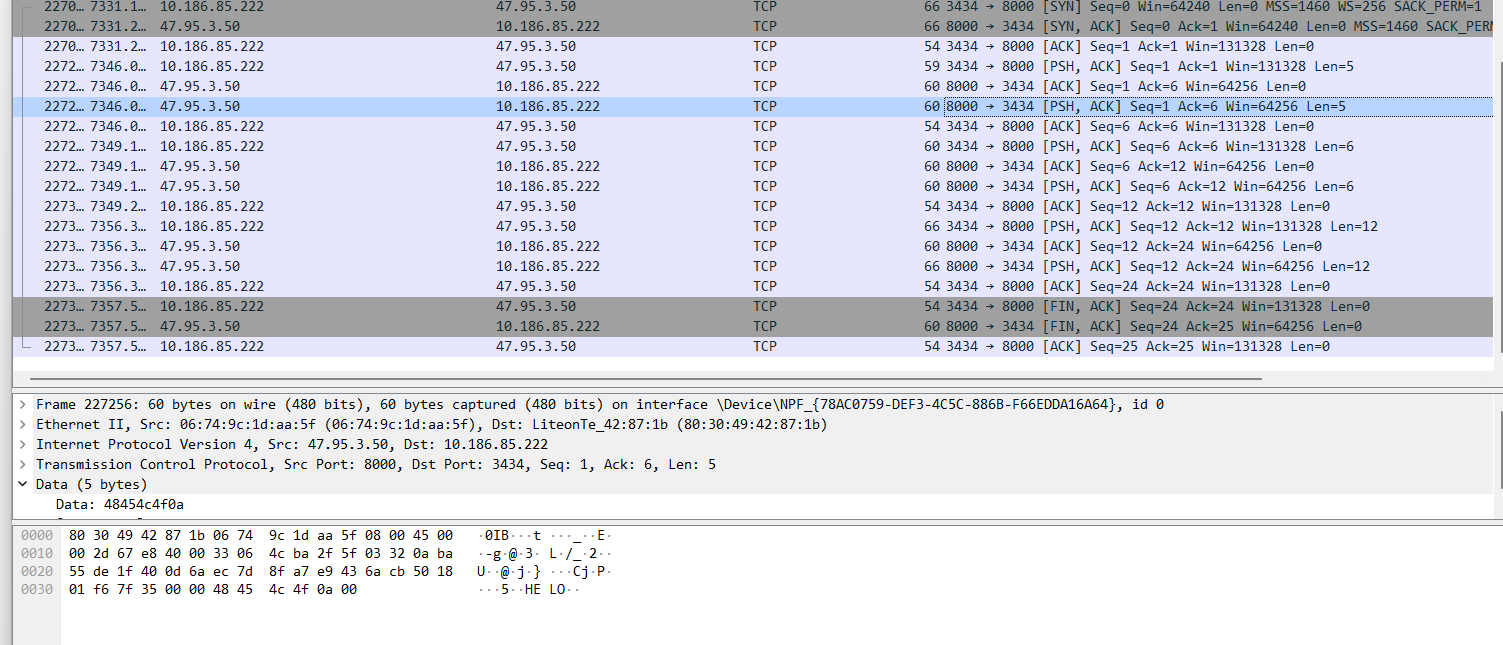 2270… 7331.1… 10.186.85.222 47.95.3.50 TCP 66 3434 → 8000 [SYN] Seq=0 Win=64240 Len=0 MSS=1460 WS=256 SACK_PERM=1
2270… 7331.2… 47.95.3.50 10.186.85.222 TCP 66 8000 → 3434 [SYN, ACK] Seq=0 Ack=1 Win=64240 Len=0 MSS=1460 SACK_PERM
2270… 7331.2… 10.186.85.222 47.95.3.50 TCP 54 3434 → 8000 [ACK] Seq=1 Ack=1 Win=131328 Len=0
2272… 7346.0… 10.186.85.222 47.95.3.50 TCP 59 3434 → 8000 [PSH, ACK] Seq=1 Ack=1 Win=131328 Len=5
2272… 7346.0… 47.95.3.50 10.186.85.222 TCP 60 8000 → 3434 [ACK] Seq=1 Ack=6 Win=64256 Len=0
2272… 7346.0… 47.95.3.50 10.186.85.222 TCP 60 8000 → 3434 [PSH, ACK] Seq=1 Ack=6 Win=64256 Len=5
2272… 7346.0… 10.186.85.222 47.95.3.50 TCP 54 3434 → 8000 [ACK] Seq=6 Ack=6 Win=131328 Len=0
2272… 7349.1… 10.186.85.222 47.95.3.50 TCP 60 3434 → 8000 [PSH, ACK] Seq=6 Ack=6 Win=131328 Len=6
2272… 7349.1… 47.95.3.50 10.186.85.222 TCP 60 8000 → 3434 [ACK] Seq=6 Ack=12 Win=64256 Len=0
2272… 7349.1… 47.95.3.50 10.186.85.222 TCP 60 8000 → 3434 [PSH, ACK] Seq=6 Ack=12 Win=64256 Len=6
2272… 7349.2… 10.186.85.222 47.95.3.50 TCP 54 3434 → 8000 [ACK] Seq=12 Ack=12 Win=131328 Len=0
2273… 7356.3… 10.186.85.222 47.95.3.50 TCP 66 3434 → 8000 [PSH, ACK] Seq=12 Ack=12 Win=131328 Len=12
2273… 7356.3… 47.95.3.50 10.186.85.222 TCP 60 8000 → 3434 [ACK] Seq=12 Ack=24 Win=64256 Len=0
2273… 7356.3… 47.95.3.50 10.186.85.222 TCP 66 8000 → 3434 [PSH, ACK] Seq=12 Ack=24 Win=64256 Len=12
2273… 7356.3… 10.186.85.222 47.95.3.50 TCP 54 3434 → 8000 [ACK] Seq=24 Ack=24 Win=131328 Len=0
2273… 7357.5… 10.186.85.222 47.95.3.50 TCP 54 3434 → 8000 [FIN, ACK] Seq=24 Ack=24 Win=131328 Len=0
2273… 7357.5… 47.95.3.50 10.186.85.222 TCP 60 8000 → 3434 [FIN, ACK] Seq=24 Ack=25 Win=64256 Len=0
2273… 7357.5… 10.186.85.222 47.95.3.50 TCP 54 3434 → 8000 [ACK] Seq=25 Ack=25 Win=131328 Len=0
Frame 227256: 60 bytes on wire (480 bits), 60 bytes captured (480 bits) on interface \Device\NPF_{78AC0759-DEF3-4C5C-886B-F66EDDA16A64}, id 0
Ethernet II, Src: 06:74:9c:1d:aa:5f (06:74:9c:1d:aa:5f), Dst: LiteonTe_42:87:1b (80:30:49:42:87:1b)
Internet Protocol Version 4, Src: 47.95.3.50, Dst: 10.186.85.222
Transmission Control Protocol, Src Port: 8000, Dst Port: 3434, Seq: 1, Ack: 6, Len: 5
Data (5 bytes)
Data: 48454c4f0a
0000 80 30 49 42 87 1b 06 74 9c 1d aa 5f 08 00 45 00 ·0IB···t ···_··E·
0010 00 2d 67 e8 40 00 33 06 4c ba 2f 5f 03 32 0a ba ·-g·@·3· L·/_·2··
0020 55 de 1f 40 0d 6a ec 7d 8f a7 e9 43 6a cb 50 18 U··@·j·} ···Cj·P·
0030 01 f6 7f 35 00 00 48 45 4c 4f 0a 00 ···5··HE LO··